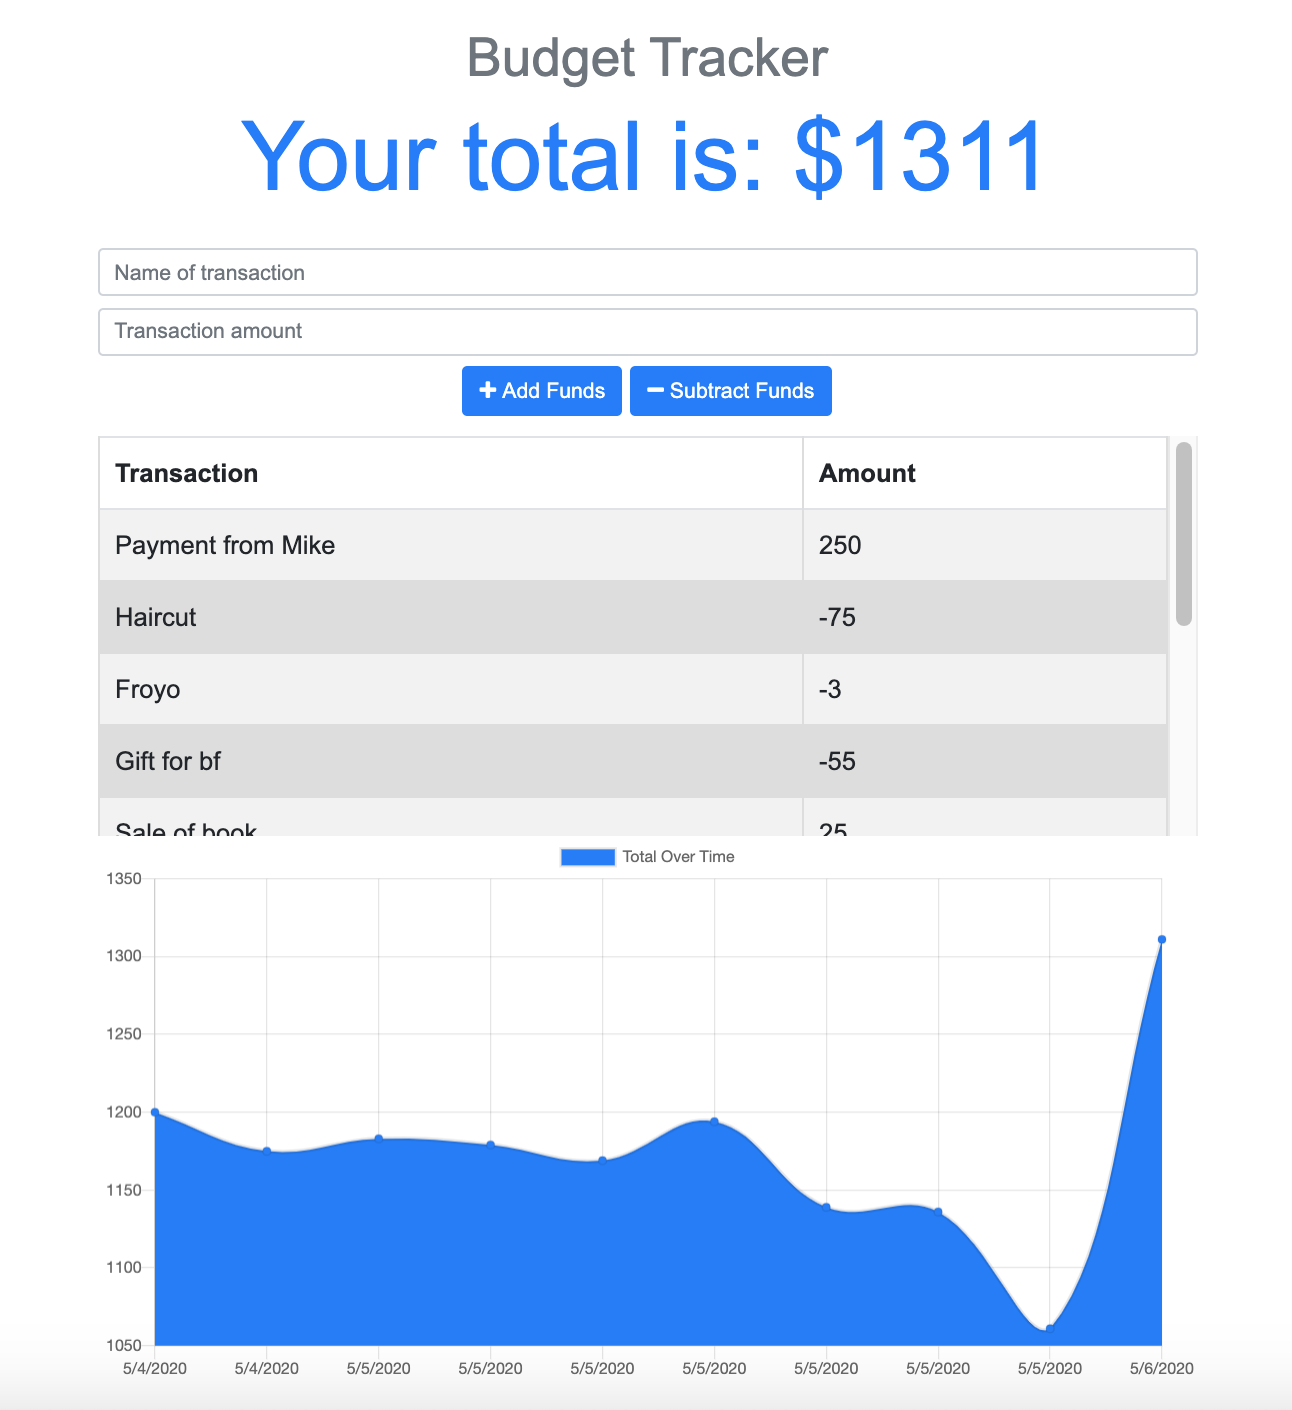 Budget Tracker
Your total is: $1311
Name of transaction
Transaction amount
+ Add Funds − Subtract Funds
Transaction Amount
Payment from Mike 250
Haircut -75
Froyo -3
Gift for bf -55
Sale of book 25
Total Over Time
1350
1300
1250
1200
1150
1100
1050
5/4/2020 5/4/2020 5/5/2020 5/5/2020 5/5/2020 5/5/2020 5/5/2020 5/5/2020 5/5/2020 5/6/2020